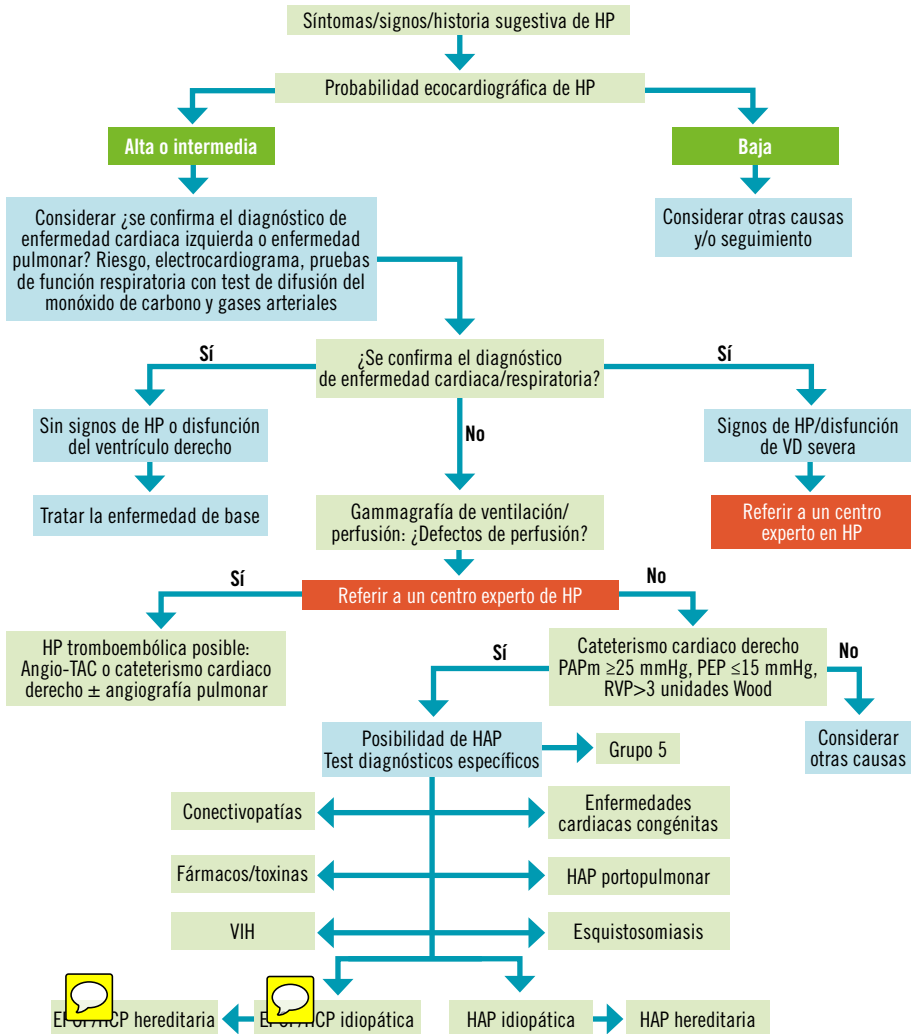 Síntomas/signos/historia sugestiva de HP
Probabilidad ecocardiográfica de HP
Alta o intermedia
Baja
Considerar ¿se confirma el diagnóstico de
enfermedad cardiaca izquierda o enfermedad
pulmonar? Riesgo, electrocardiograma, pruebas
de función respiratoria con test de difusión del
monóxido de carbono y gases arteriales
Considerar otras causas
y/o seguimiento
Sí
¿Se confirma el diagnóstico
de enfermedad cardiaca/respiratoria?
Sí
Sin signos de HP o disfunción
del ventrículo derecho
No
Signos de HP/disfunción
de VD severa
Tratar la enfermedad de base
Gammagrafía de ventilación/
perfusión: ¿Defectos de perfusión?
Referir a un centro
experto en HP
Sí
Referir a un centro experto de HP
No
HP tromboembólica posible:
Angio-TAC o cateterismo cardiaco
derecho ± angiografía pulmonar
Sí
Cateterismo cardiaco derecho
PAPm ≥25 mmHg, PEP ≤15 mmHg,
RVP>3 unidades Wood
No
Posibilidad de HAP
Test diagnósticos específicos
Grupo 5
Considerar
otras causas
Conectivopatías
Enfermedades
cardiacas congénitas
Fármacos/toxinas
HAP portopulmonar
VIH
Esquistosomiasis
hereditaria
idiopática
HAP idiopática
HAP hereditaria